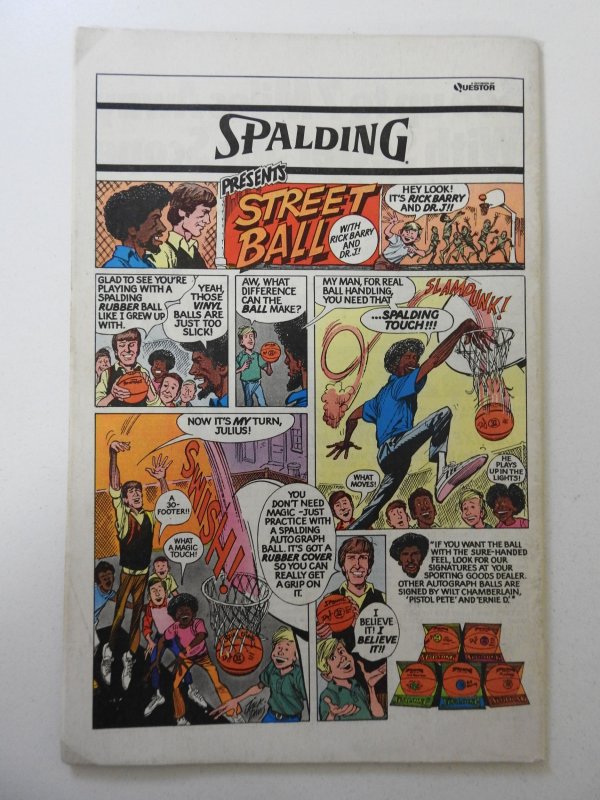 A DIVISION OF
QUESTOR
SPALDING
PRESENTS
STREET
BALL
WITH
RICK BARRY
AND
DR. J!
HEY LOOK!
IT'S RICK BARRY
AND DR. J!!
GLAD TO SEE YOU'RE
PLAYING WITH A
SPALDING
RUBBER BALL
LIKE I GREW UP
WITH.
YEAH,
THOSE
VINYL
BALLS ARE
JUST TOO
SLICK!
AW, WHAT
DIFFERENCE
CAN THE
BALL MAKE?
MY MAN, FOR REAL
BALL HANDLING,
YOU NEED THAT
...SPALDING
TOUCH!!!
SLAMDUNK!
WHAT
MOVES!
HE
PLAYS
UP IN THE
LIGHTS!
NOW IT'S MY TURN,
JULIUS!
A
30-
FOOTER!!
WHAT
A MAGIC
TOUCH!
SWISH!
YOU
DON'T NEED
MAGIC-JUST
PRACTICE WITH
A SPALDING
AUTOGRAPH
BALL. IT'S GOT A
RUBBER COVER
SO YOU CAN
REALLY GET
A GRIP ON
IT.
I
BELIEVE
IT! I
BELIEVE
IT!!
"IF YOU WANT THE BALL
WITH THE SURE-HANDED
FEEL, LOOK FOR OUR
SIGNATURES AT YOUR
SPORTING GOODS DEALER.
OTHER AUTOGRAPH BALLS ARE
SIGNED BY WILT CHAMBERLAIN,
'PISTOL PETE' AND 'ERNIE D.'"